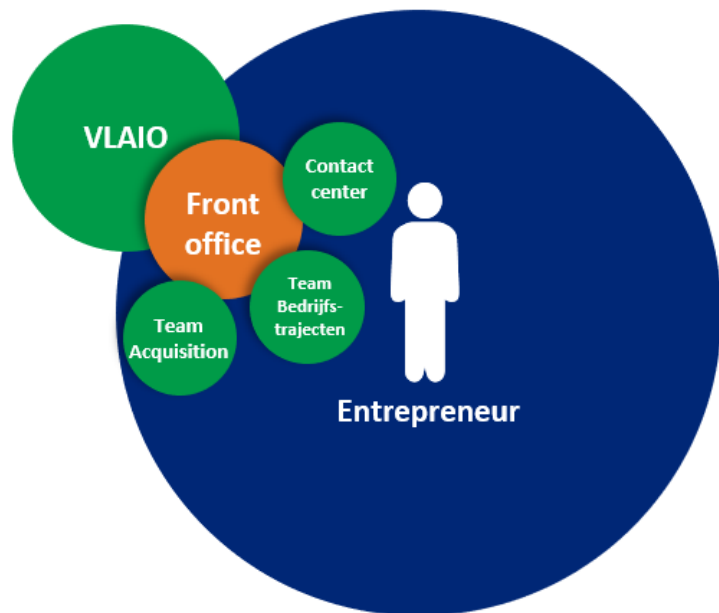 VLAIO
Contact
center
Front
office
Team
Bedrijfs-
trajecten
Team
Acquisition
Entrepreneur